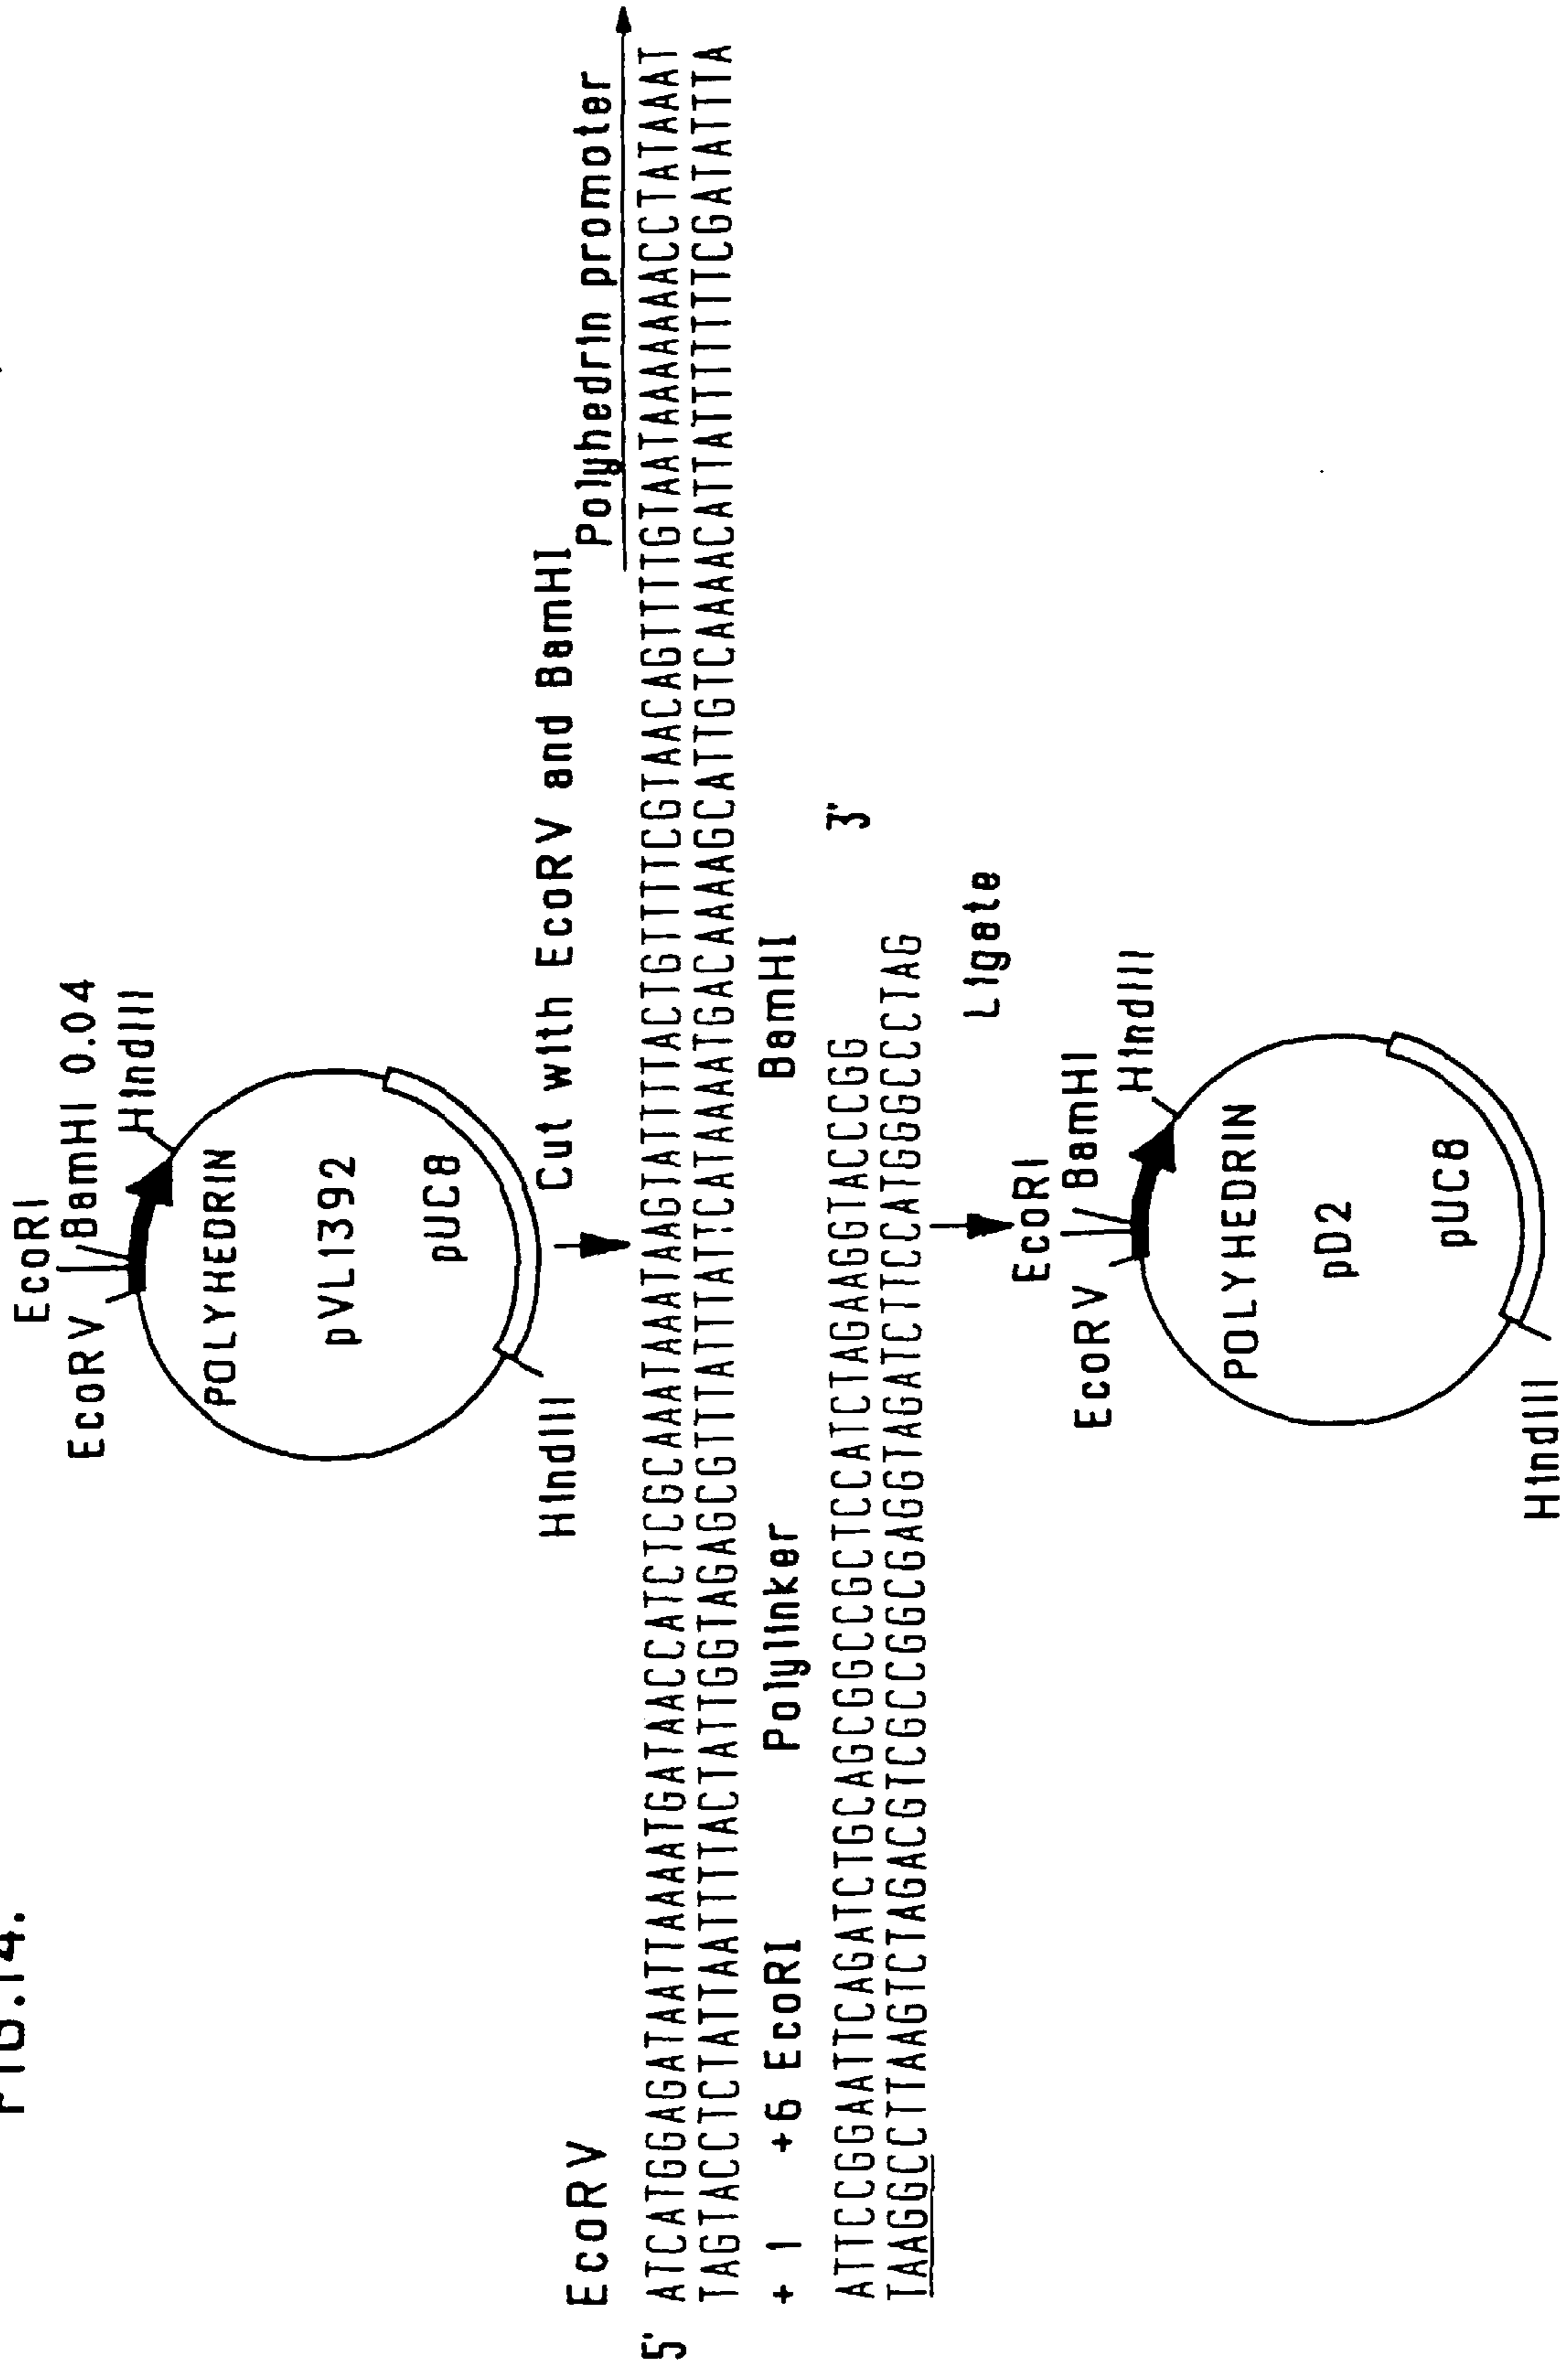 FIG.14.
EcoRI
EcoRV
BamHI 0.04
HindIII
POLYHEDRIN
pVL1392
pUC8
HindIII
Cut with EcoRV and BamHI
EcoRV
Polyhedrin promoter
5' ATCATGGAGATAATTAAAATGATAACCATCTCGCAAATAAATAAGTATTTTACTGTTTTCGTAACAGTTTTGTAATAAAAAAACCTATAAAT
TAGTACCTCTATTAATTTTACTATTGGTAGAGCGTTTATTTATTCATAAAATGACAAAAGCATTGTCAAAACATTATTTTTTTCGATATTTA
+ 1 +6 EcoRI Polylinker BamHI
ATTCCGGAATTCAGATCTGCAGCGGCCGCTCCATCTAGAAGGTACCCGG 3'
TAAGGCCTTAAGTCTAGACGTCGCCGGCGAGGTAGATCTTCCATGGGCCCTAG
Ligate
EcoRI
EcoRV
BamHI
HindIII
POLYHEDRIN
pD2
pUC8
HindIII